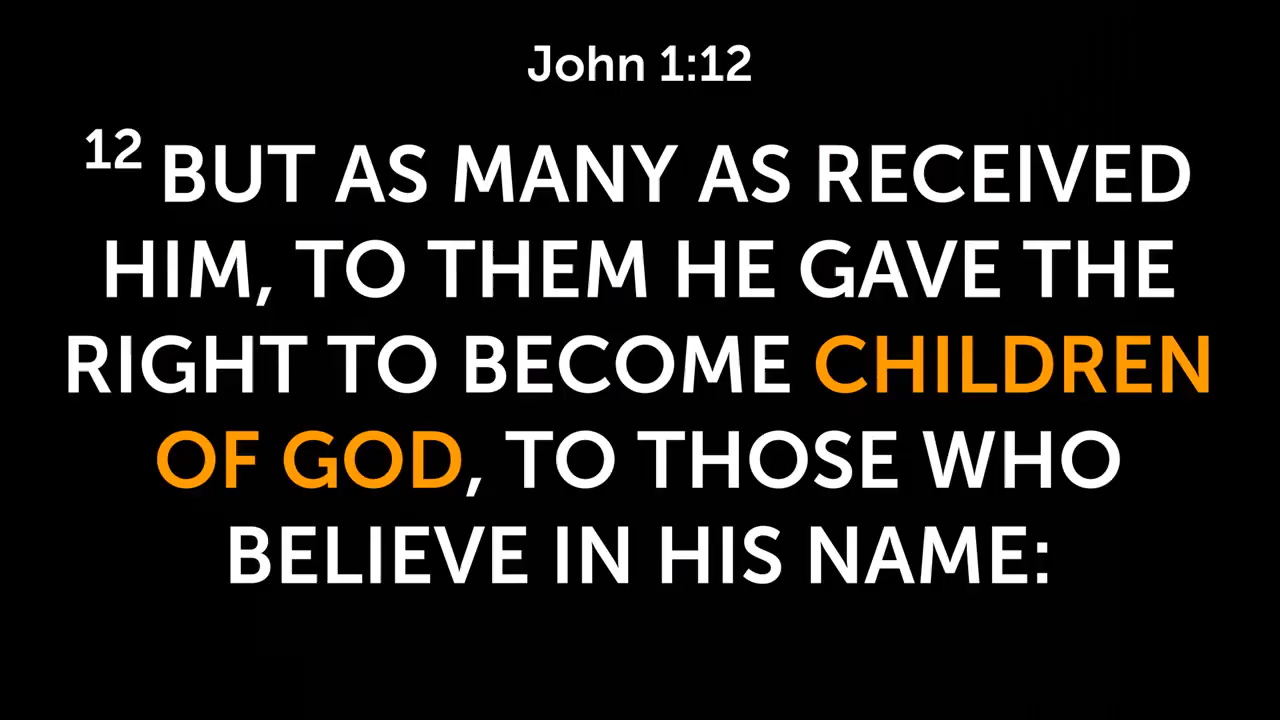 John 1:12
12 BUT AS MANY AS RECEIVED
HIM, TO THEM HE GAVE THE
RIGHT TO BECOME CHILDREN
OF GOD, TO THOSE WHO
BELIEVE IN HIS NAME: